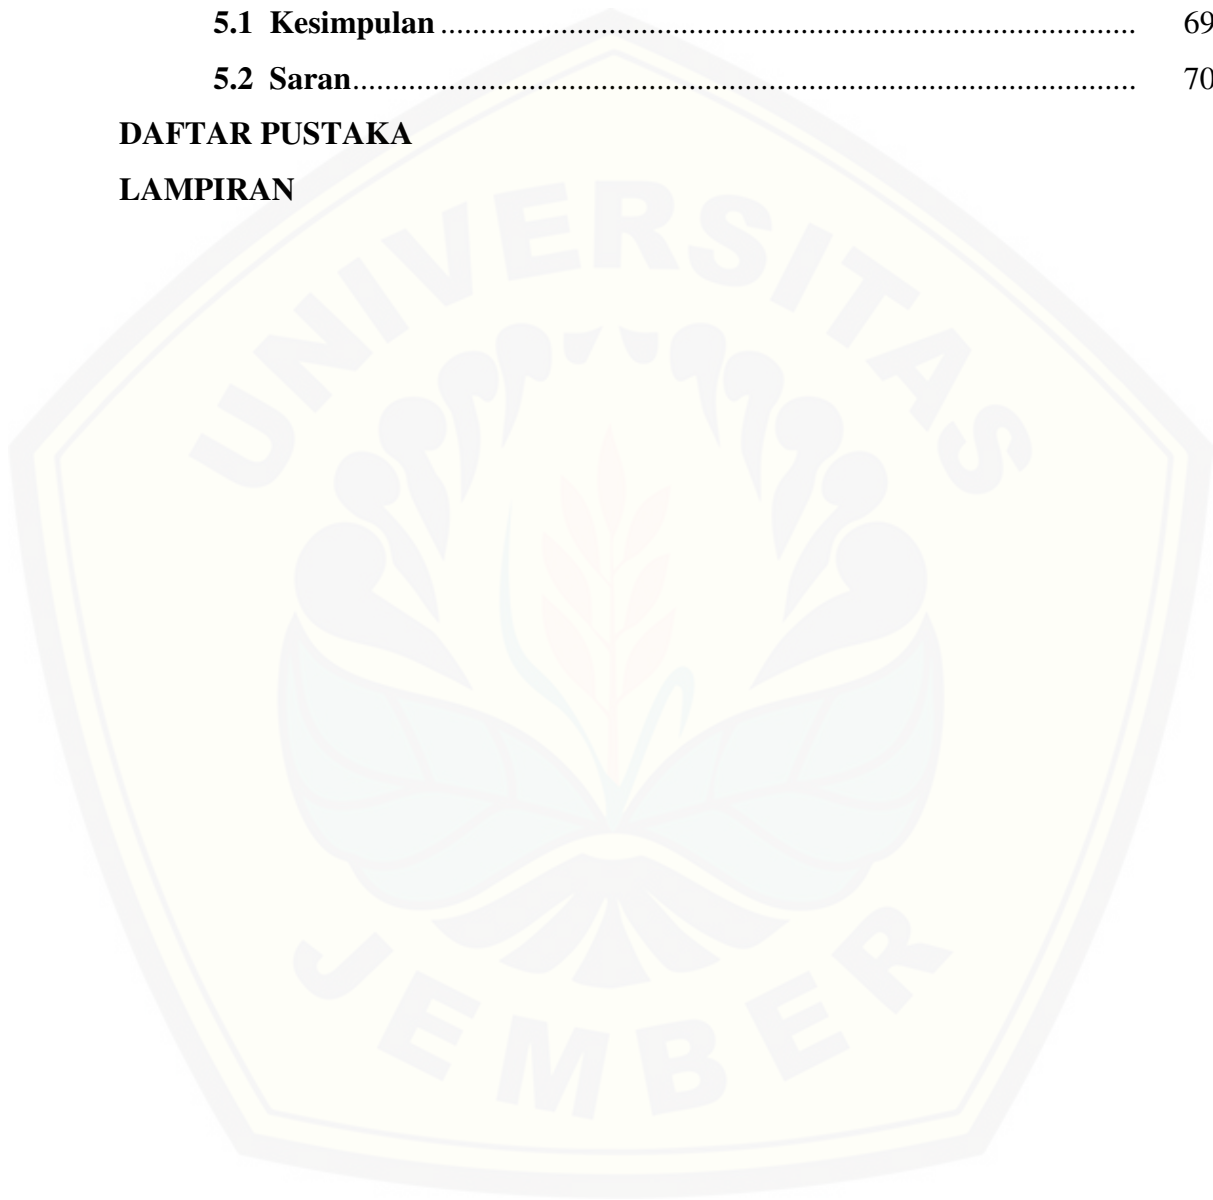 5.1 Kesimpulan ........................................................................................ 69
5.2 Saran................................................................................................... 70
DAFTAR PUSTAKA
LAMPIRAN
UNIVERSITAS
JEMBER